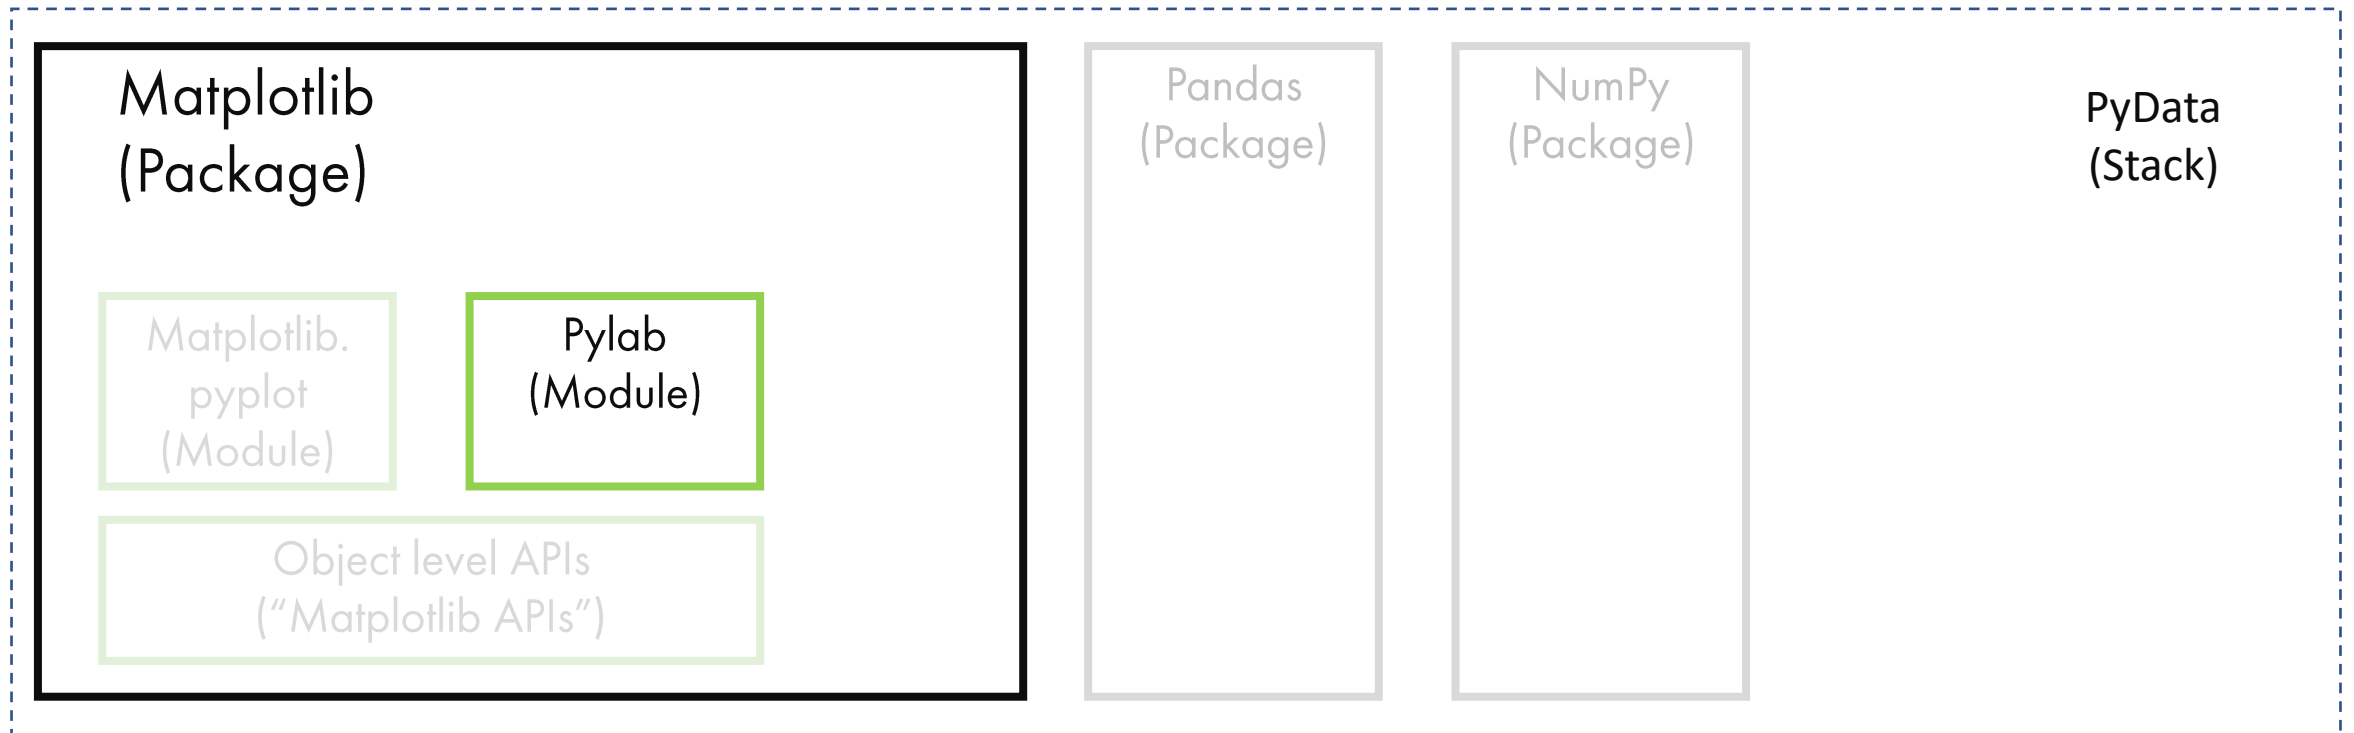 Matplotlib
(Package)
Pandas
(Package)
NumPy
(Package)
PyData
(Stack)
Matplotlib.
pyplot
(Module)
Pylab
(Module)
Object level APIs
(“Matplotlib APIs”)